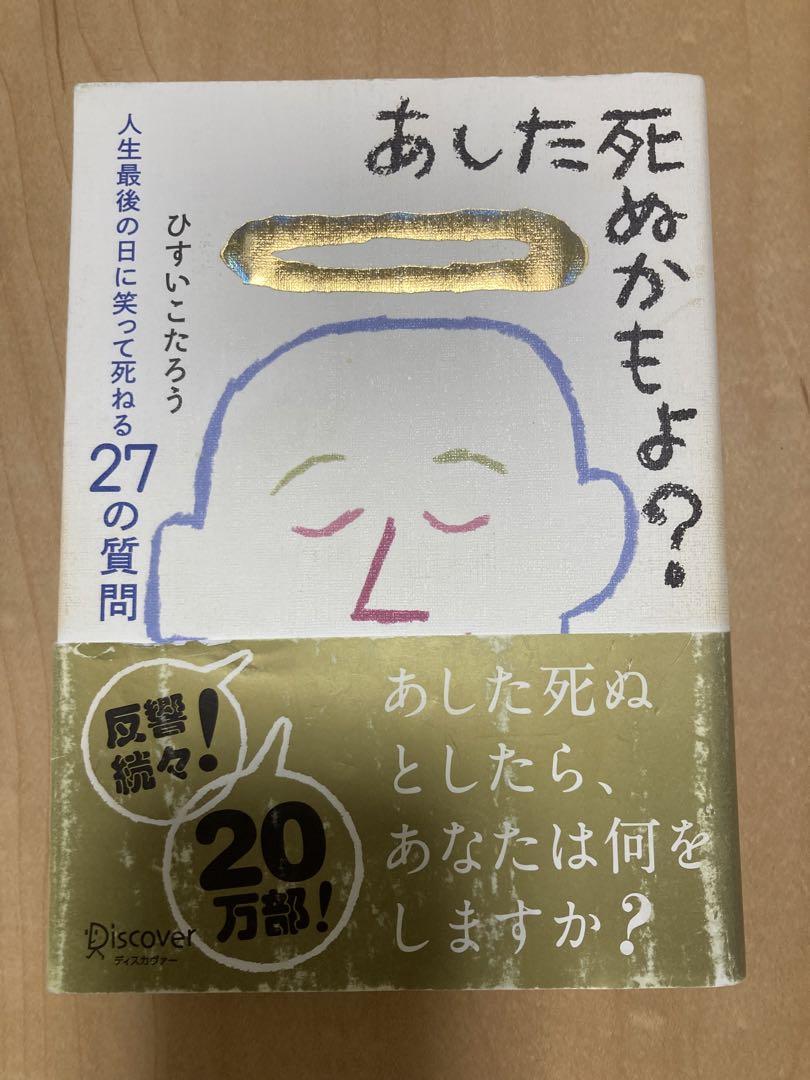 あした死ぬかもよ?
ひすいこたろう
人生最後の日に笑って死ねる
27の質問
反響
続々!
20
万部!
あした死ぬ
としたら、
あなたは何を
しますか?
Discover
ディスカヴァー